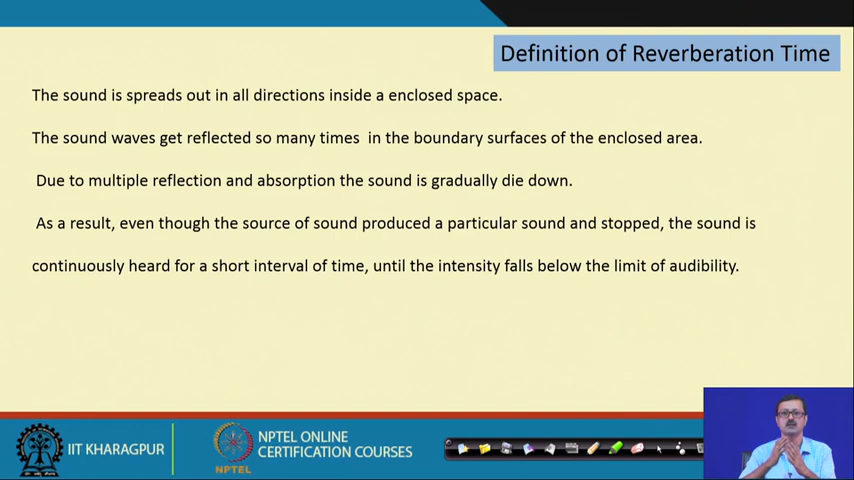 Definition of Reverberation Time
The sound is spreads out in all directions inside a enclosed space.
The sound waves get reflected so many times in the boundary surfaces of the enclosed area.
Due to multiple reflection and absorption the sound is gradually die down.
As a result, even though the source of sound produced a particular sound and stopped, the sound is
continuously heard for a short interval of time, until the intensity falls below the limit of audibility.
IIT KHARAGPUR
NPTEL
NPTEL ONLINE
CERTIFICATION COURSES